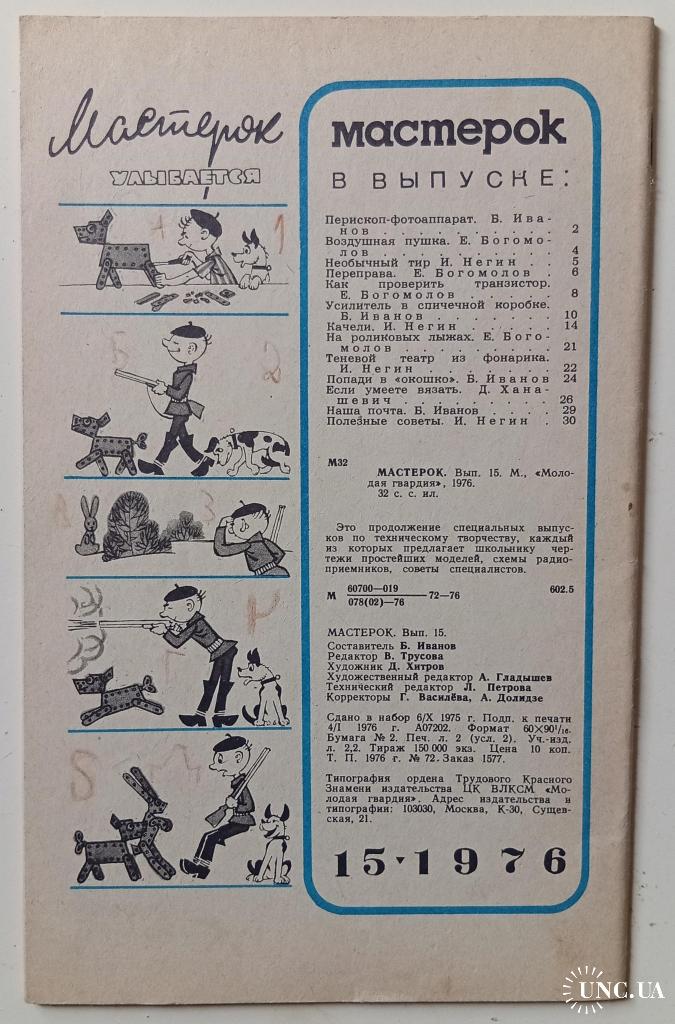 Мастерок
УЛЫБАЕТСЯ
1
2
3
5
мастерок
В ВЫПУСКЕ:
Перископ-фотоаппарат. Б. Ива-
нов . . . . . . . . . . 2
Воздушная пушка. Е. Богомо-
лов . . . . . . . . . . 4
Необычный тир И. Негин . . 5
Переправа. Е. Богомолов . 6
Как проверить транзистор.
Е. Богомолов . . . . . . 8
Усилитель в спичечной коробке.
Б. Иванов . . . . . . . 10
Качели. И. Негин . . . . . 14
На роликовых лыжах. Е. Бого-
молов . . . . . . . . . 21
Теневой театр из фонарика.
И. Негин . . . . . . . . 22
Попади в «окошко». Б. Иванов 24
Если умеете вязать. Д. Хана-
шевич . . . . . . . . . 26
Наша почта. Б. Иванов . . . 29
Полезные советы. И. Негин . 30
М32
МАСТЕРОК. Вып. 15. М., «Моло-
дая гвардия», 1976.
32 с. с. ил.
Это продолжение специальных выпус-
ков по техническому творчеству, каждый
из которых предлагает школьнику чер-
тежи простейших моделей, схемы радио-
приемников, советы специалистов.
М 60700—019
078(02)—76 72—76 602.5
МАСТЕРОК. Вып. 15.
Составитель Б. Иванов
Редактор В. Трусова
Художник Д. Хитров
Художественный редактор А. Гладышев
Технический редактор Л. Петрова
Корректоры Г. Василёва, А. Долидзе
Сдано в набор 6/X 1975 г. Подп. к печати
4/I 1976 г. А07202. Формат 60×90¹/₁₆.
Бумага № 2. Печ. л. 2 (усл. 2). Уч.-изд.
л. 2,2. Тираж 150 000 экз. Цена 10 коп.
Т. П. 1976 г. № 72. Заказ 1577.
Типография ордена Трудового Красного
Знамени издательства ЦК ВЛКСМ «Мо-
лодая гвардия». Адрес издательства и
типографии: 103030, Москва, К-30, Сущев-
ская, 21.
15·1976
UNC.UA